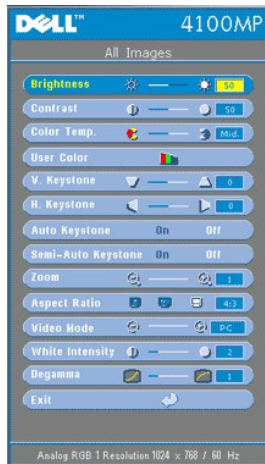 DELL™ 4100MP
All Images
Brightness 50
Contrast 50
Color Temp. Mid.
User Color
V. Keystone 0
H. Keystone 0
Auto Keystone On Off
Semi-Auto Keystone On Off
Zoom 1
Aspect Ratio 4:3
Video Mode PC
White Intensity 2
Degamma 1
Exit
Analog RGB 1 Resolution 1024 x 768 / 60 Hz